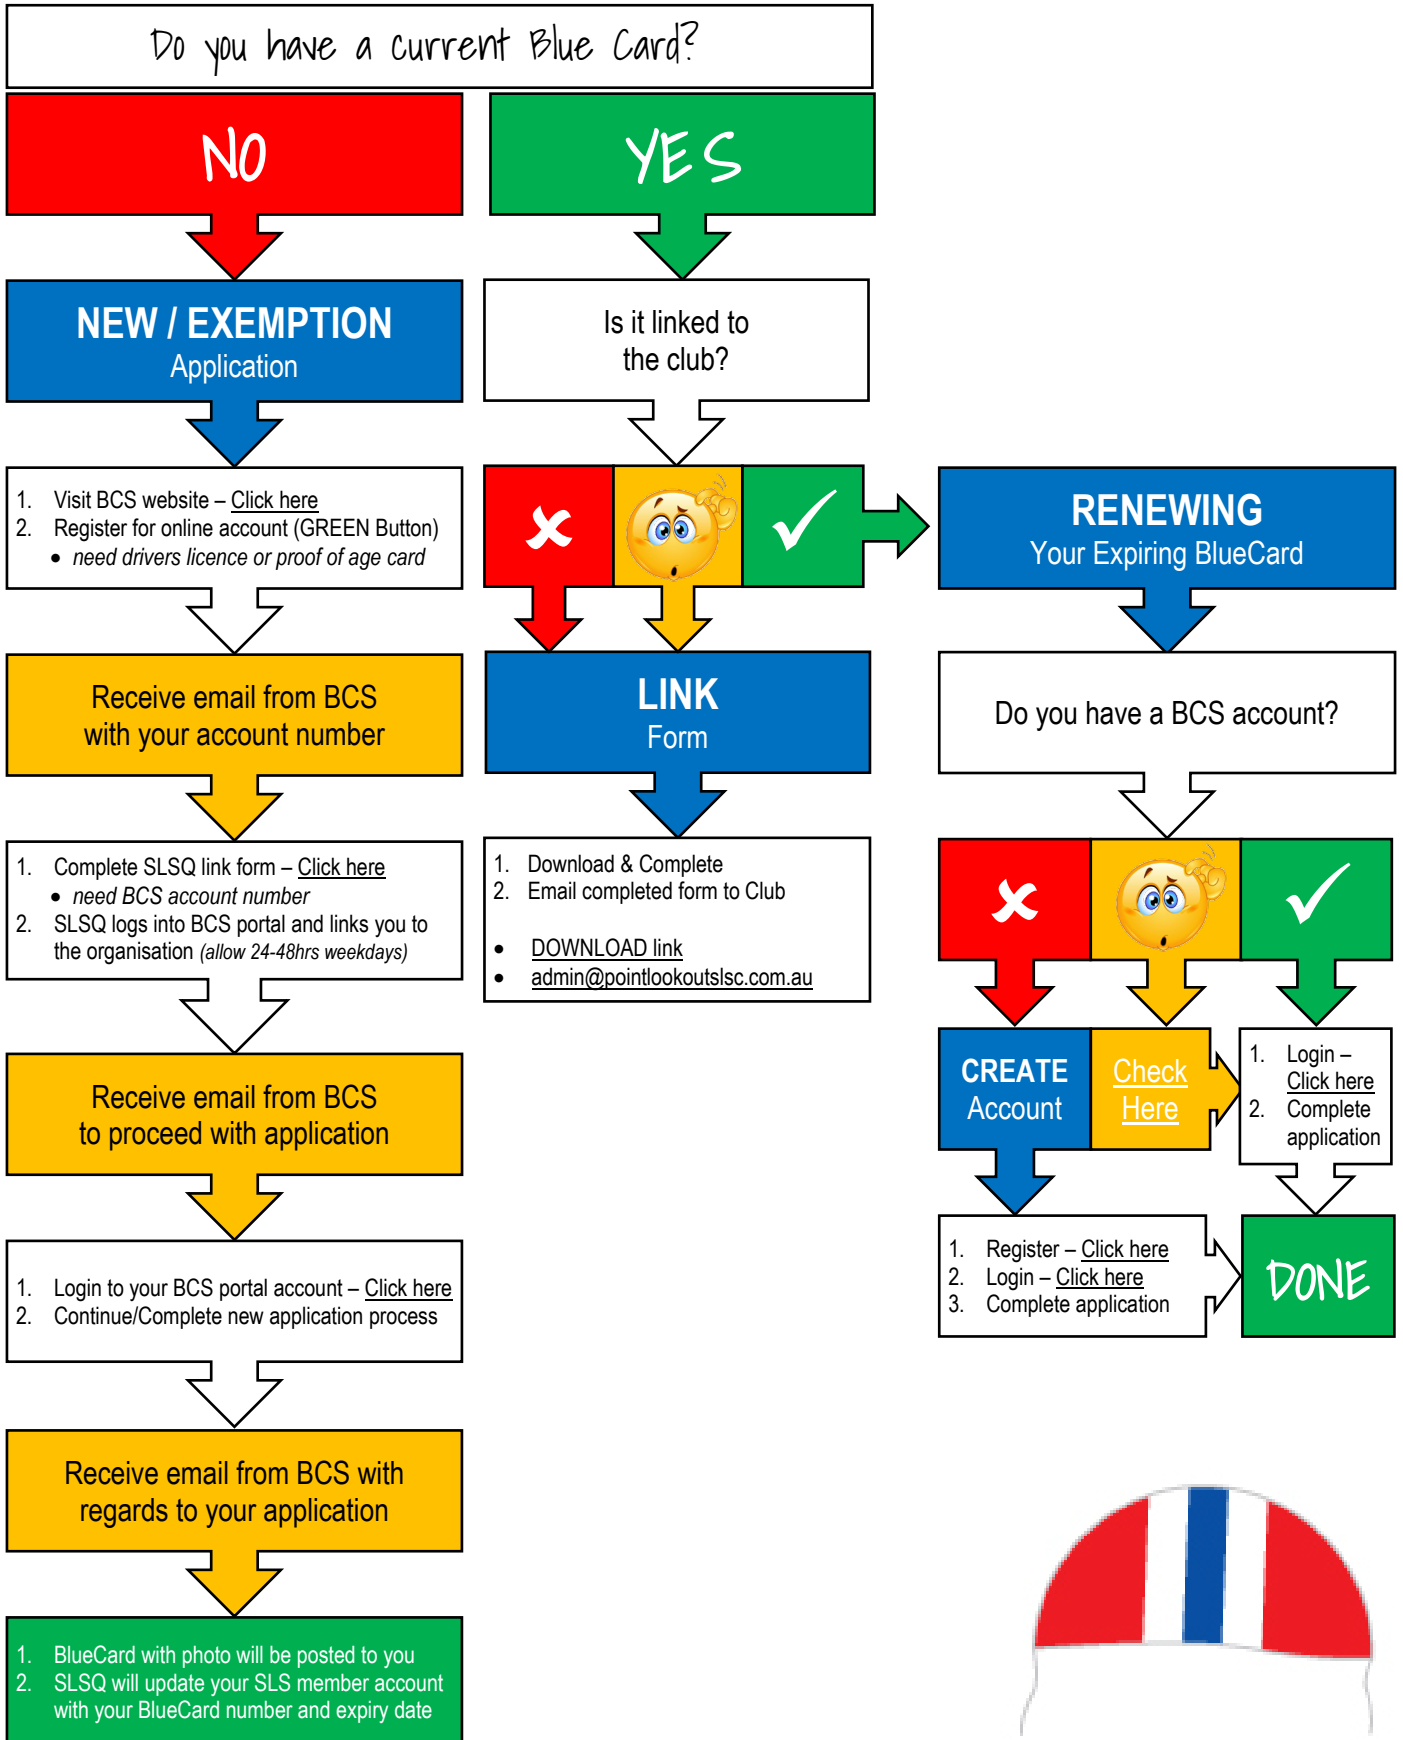 Do you have a current Blue Card?
NO
YES
NEW / EXEMPTION
Application
1. Visit BCS website – Click here
2. Register for online account (GREEN Button)
• need drivers licence or proof of age card
Receive email from BCS
with your account number
1. Complete SLSQ link form – Click here
• need BCS account number
2. SLSQ logs into BCS portal and links you to
the organisation (allow 24-48hrs weekdays)
Receive email from BCS
to proceed with application
1. Login to your BCS portal account – Click here
2. Continue/Complete new application process
Receive email from BCS with
regards to your application
1. BlueCard with photo will be posted to you
2. SLSQ will update your SLS member account
with your BlueCard number and expiry date
Is it linked to
the club?
LINK
Form
1. Download & Complete
2. Email completed form to Club
• DOWNLOAD link
• admin@pointlookoutslsc.com.au
RENEWING
Your Expiring BlueCard
Do you have a BCS account?
CREATE
Account
Check
Here
1. Login –
Click here
2. Complete
application
1. Register – Click here
2. Login – Click here
3. Complete application
DONE